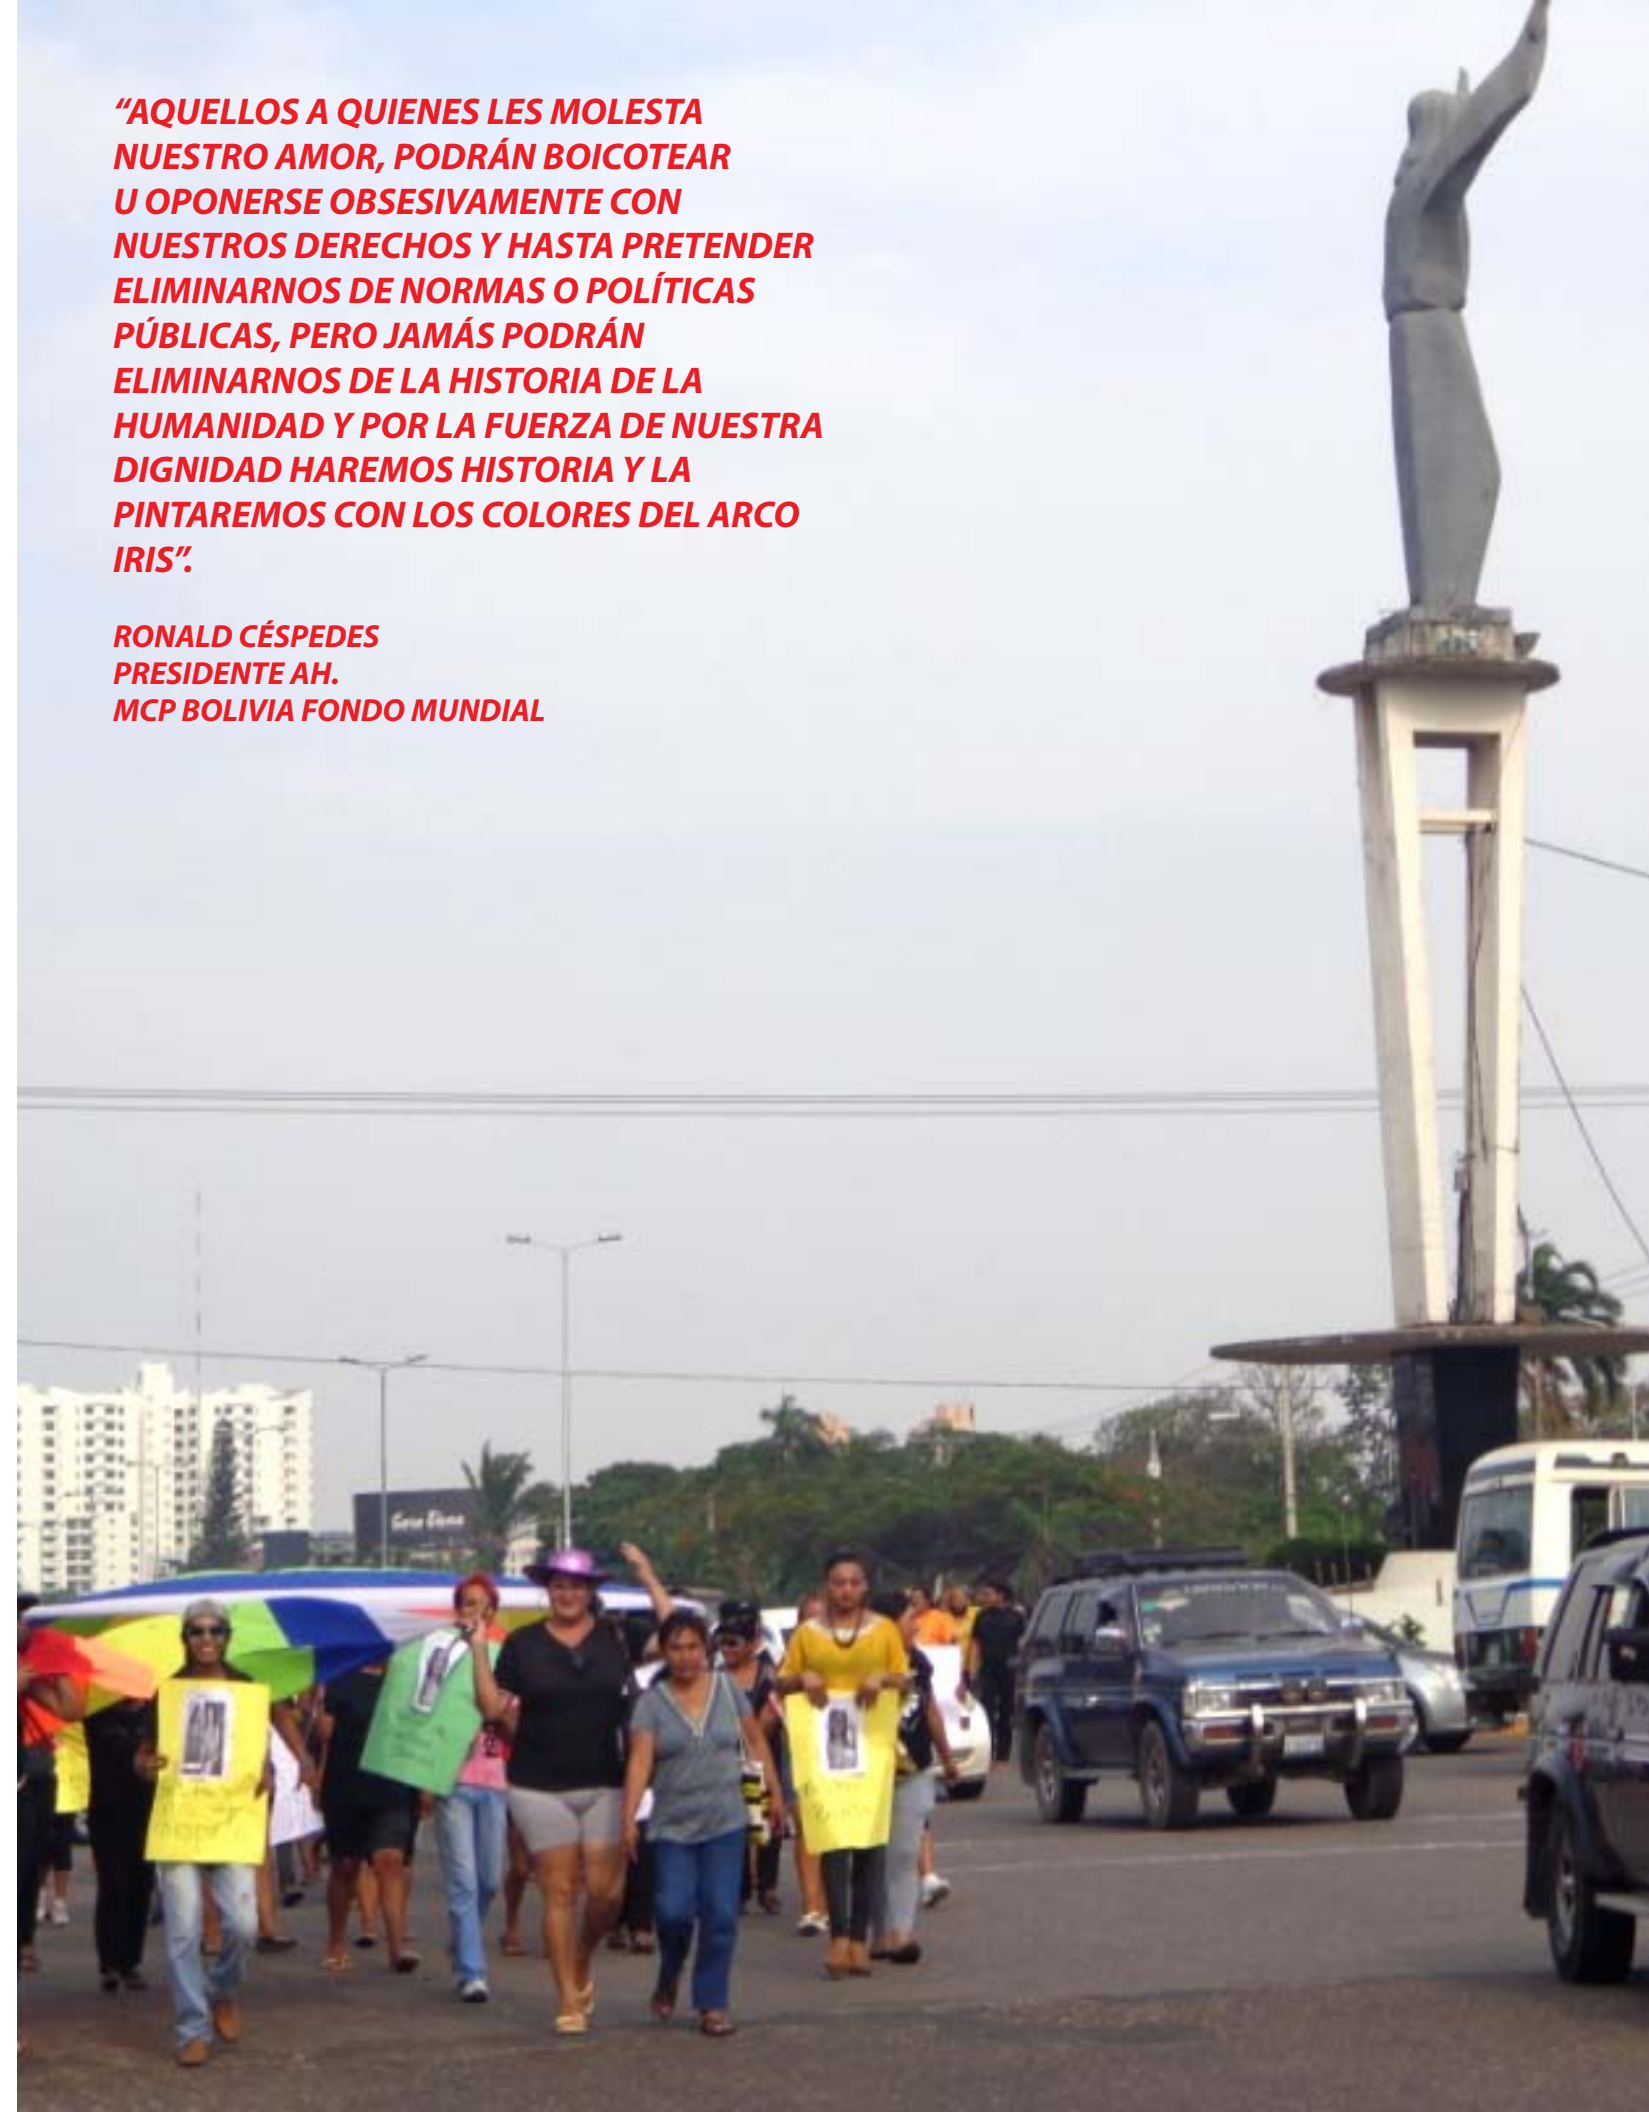 “AQUELLOS A QUIENES LES MOLESTA
NUESTRO AMOR, PODRÁN BOICOTEAR
U OPONERSE OBSESIVAMENTE CON
NUESTROS DERECHOS Y HASTA PRETENDER
ELIMINARNOS DE NORMAS O POLÍTICAS
PÚBLICAS, PERO JAMÁS PODRÁN
ELIMINARNOS DE LA HISTORIA DE LA
HUMANIDAD Y POR LA FUERZA DE NUESTRA
DIGNIDAD HAREMOS HISTORIA Y LA
PINTAREMOS CON LOS COLORES DEL ARCO
IRIS”.
RONALD CÉSPEDES
PRESIDENTE AH.
MCP BOLIVIA FONDO MUNDIAL